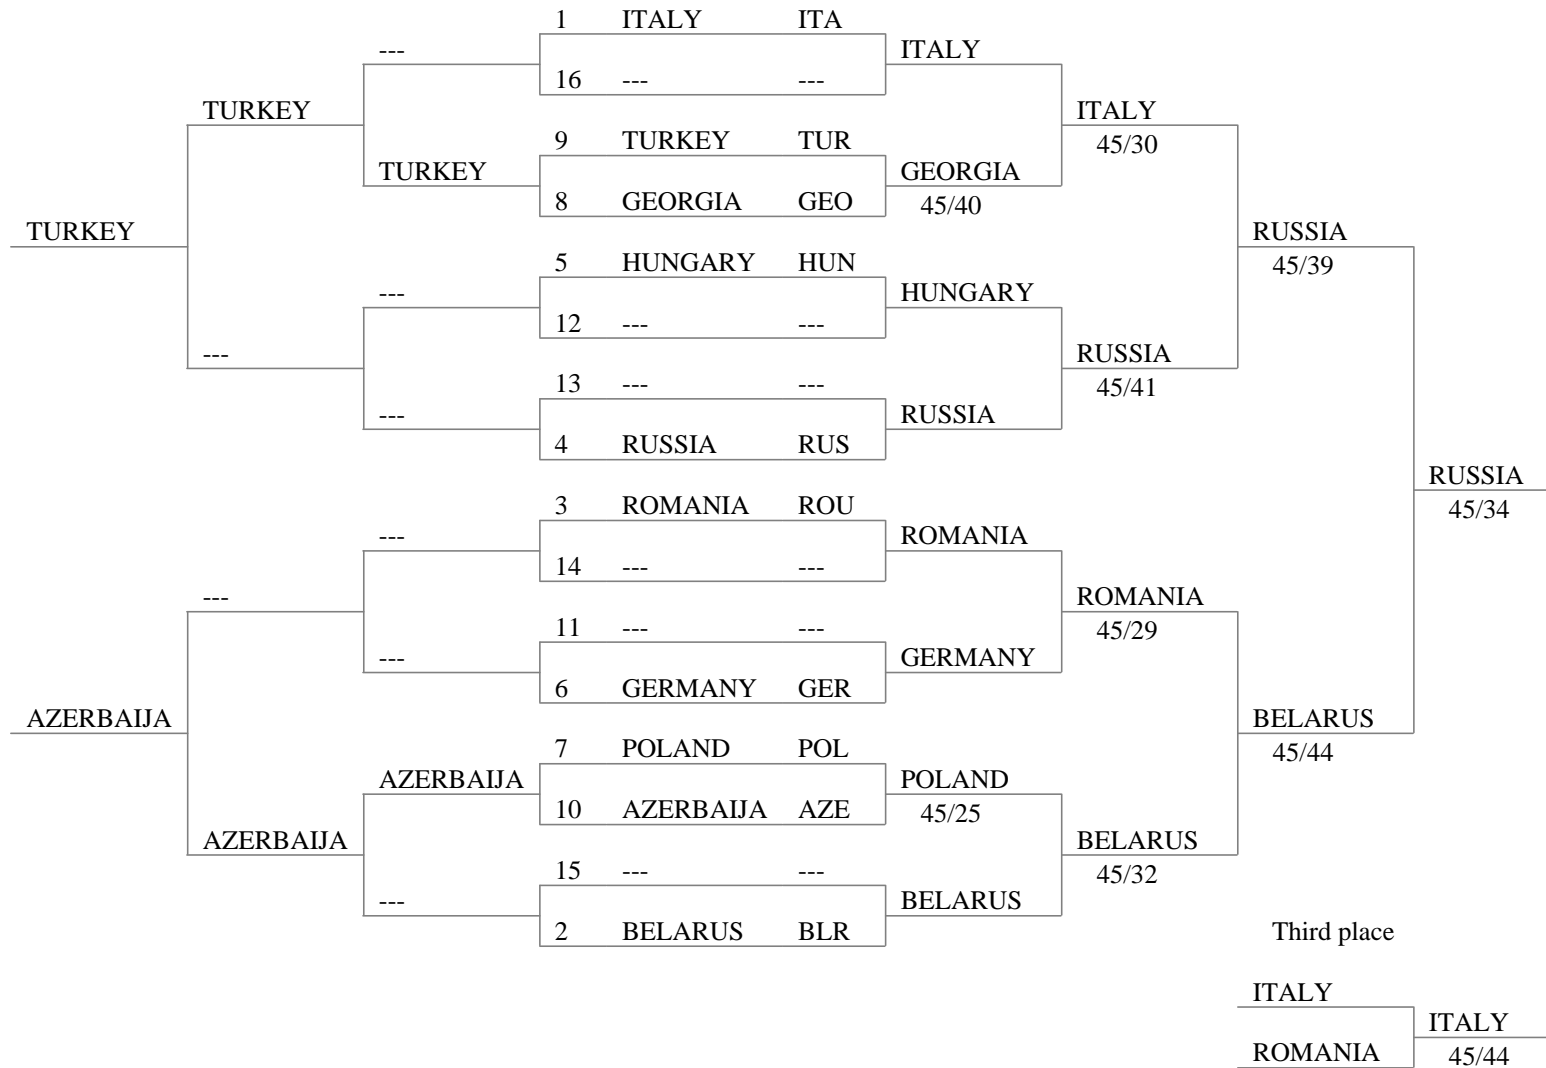 1 ITALY ITA
--- ITALY
16 --- ---
TURKEY ITALY
9 TURKEY TUR 45/30
TURKEY GEORGIA
8 GEORGIA GEO 45/40
TURKEY RUSSIA
5 HUNGARY HUN 45/39
--- HUNGARY
12 --- ---
--- RUSSIA
13 --- --- 45/41
--- RUSSIA
4 RUSSIA RUS
RUSSIA
3 ROMANIA ROU 45/34
--- ROMANIA
14 --- ---
--- ROMANIA
11 --- --- 45/29
--- GERMANY
6 GERMANY GER
AZERBAIJA BELARUS
7 POLAND POL 45/44
AZERBAIJA POLAND
10 AZERBAIJA AZE 45/25
AZERBAIJA BELARUS
15 --- --- 45/32
--- BELARUS
2 BELARUS BLR Third place
ITALY
ITALY
ROMANIA 45/44